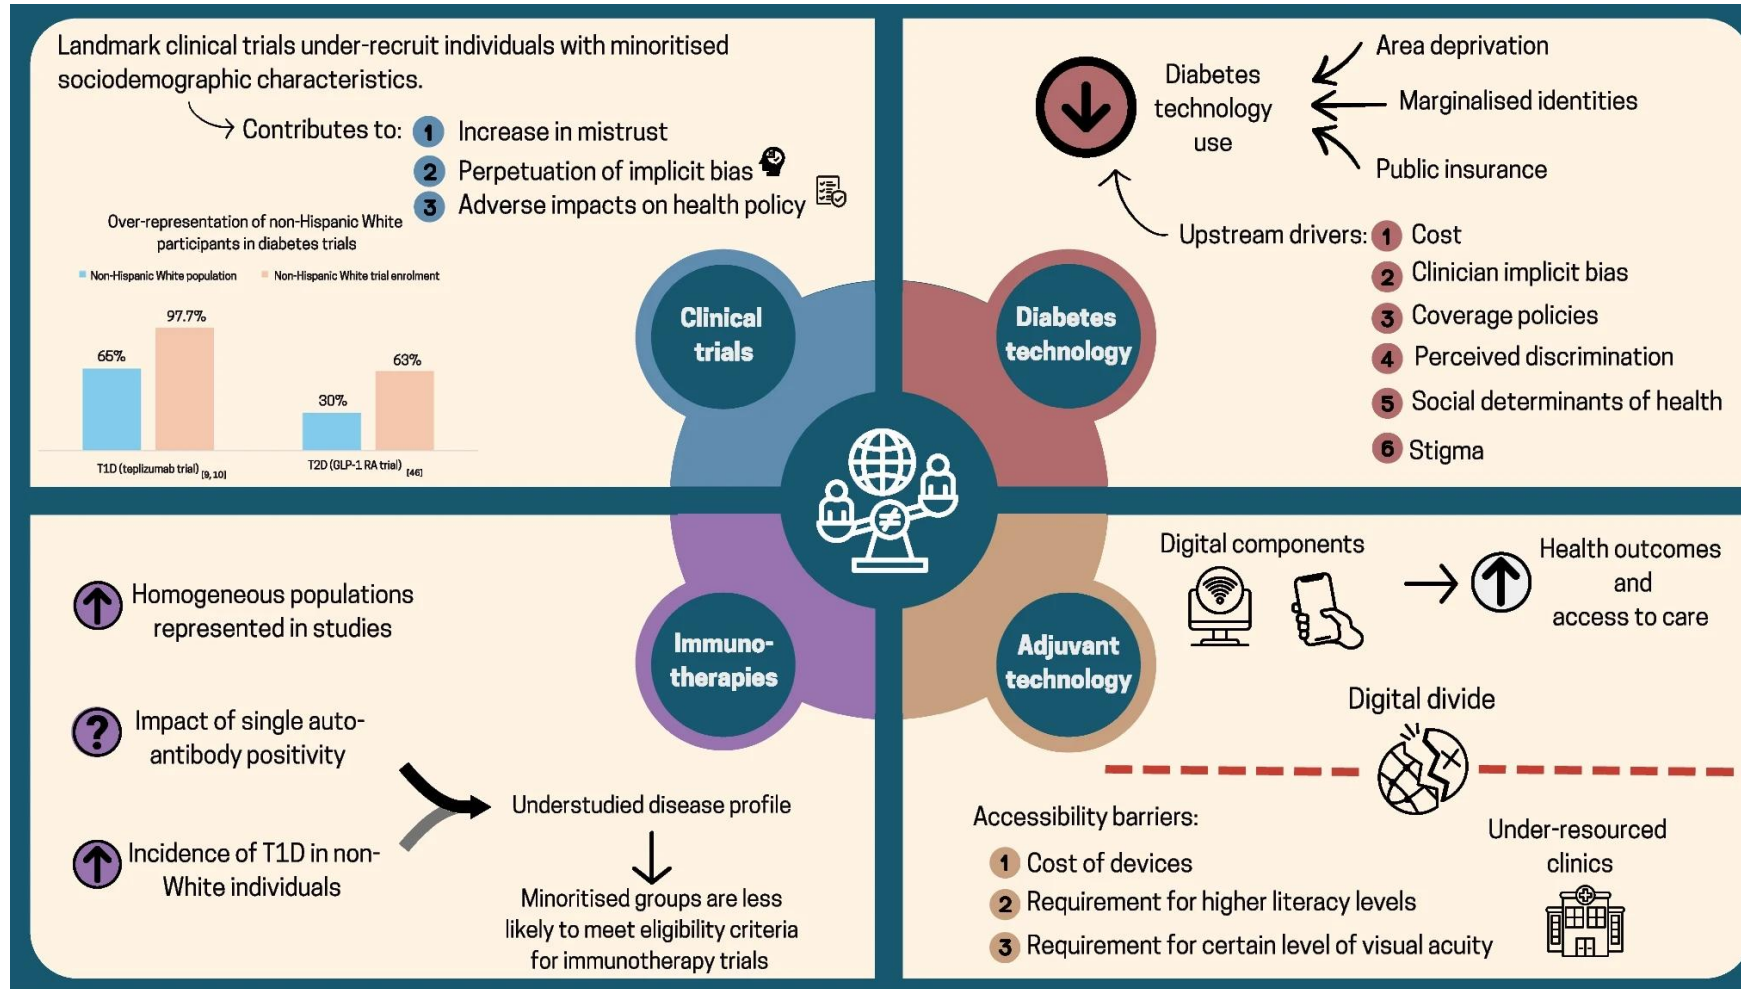 Landmark clinical trials under-recruit individuals with minoritised
sociodemographic characteristics.
Contributes to:
1 Increase in mistrust
2 Perpetuation of implicit bias
3 Adverse impacts on health policy
Over-representation of non-Hispanic White
participants in diabetes trials
Non-Hispanic White population
Non-Hispanic White trial enrolment
65%
97.7%
30%
63%
T1D (teplizumab trial) [9, 10]
T2D (GLP-1 RA trial) [46]
Clinical
trials
Diabetes
technology
use
Area deprivation
Marginalised identities
Public insurance
Upstream drivers:
1 Cost
2 Clinician implicit bias
3 Coverage policies
4 Perceived discrimination
5 Social determinants of health
6 Stigma
Diabetes
technology
≠
Homogeneous populations
represented in studies
?
Impact of single auto-
antibody positivity
Incidence of T1D in non-
White individuals
Understudied disease profile
Minoritised groups are less
likely to meet eligibility criteria
for immunotherapy trials
Immuno-
therapies
Adjuvant
technology
Digital components
Health outcomes
and
access to care
Digital divide
Accessibility barriers:
1 Cost of devices
2 Requirement for higher literacy levels
3 Requirement for certain level of visual acuity
Under-resourced
clinics